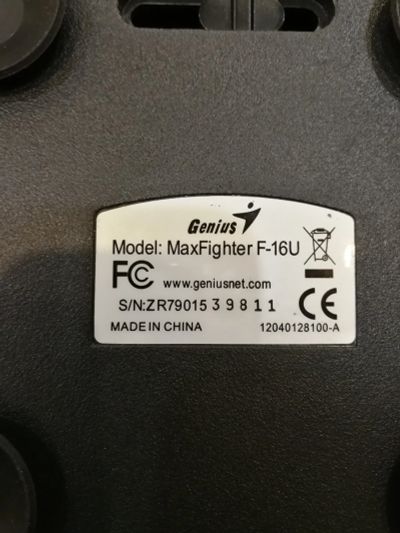 Genius
Model: MaxFighter F-16U
FC www.geniusnet.com
S/N:ZR79015 3 9 8 1 1 CE
MADE IN CHINA 12040128100-A